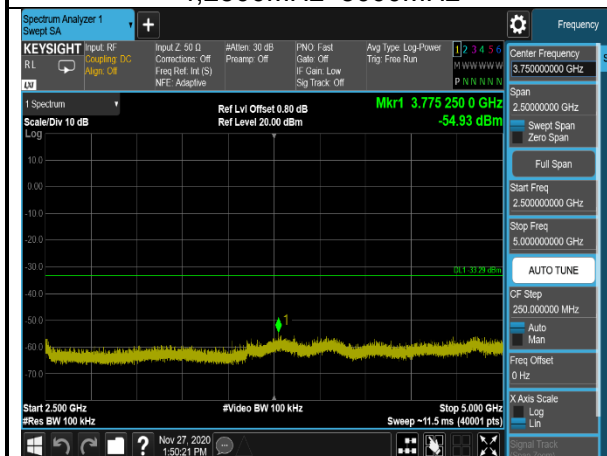 Spectrum Analyzer 1
Swept SA
Frequency
KEYSIGHT
RL
Input: RF
Coupling: DC
Align: Off
Input Z: 50 Ω
Corrections: Off
Freq Ref: Int (S)
NFE: Adaptive
#Atten: 30 dB
Preamp: Off
PNO: Fast
Gate: Off
IF Gain: Low
Sig Track: Off
Avg Type: Log-Power
Trig: Free Run
1 2 3 4 5 6
M W W W W W
P N N N N N
1 Spectrum
Scale/Div 10 dB
Log
Ref Lvl Offset 0.80 dB
Ref Level 20.00 dBm
Mkr1 3.775 250 0 GHz
-54.93 dBm
10.0
0.00
-10.0
-20.0
-30.0
DL1 -33.29 dBm
-40.0
-50.0
1
-60.0
-70.0
Start 2.500 GHz
#Res BW 100 kHz
#Video BW 100 kHz
Stop 5.000 GHz
Sweep ~11.5 ms (40001 pts)
Nov 27, 2020
1:50:21 PM
Center Frequency
3.750000000 GHz
Span
2.50000000 GHz
Swept Span
Zero Span
Full Span
Start Freq
2.500000000 GHz
Stop Freq
5.000000000 GHz
AUTO TUNE
CF Step
250.000000 MHz
Auto
Man
Freq Offset
0 Hz
X Axis Scale
Log
Lin
Signal Track